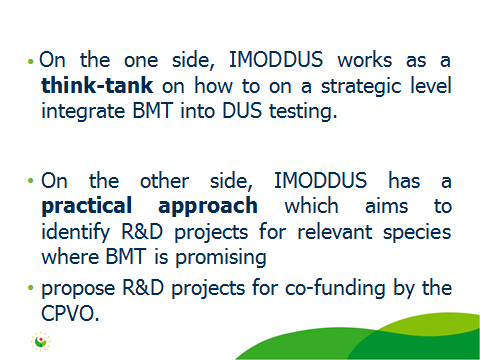 • On the one side, IMODDUS works as a
think-tank on how to on a strategic level
integrate BMT into DUS testing.
• On the other side, IMODDUS has a
practical approach which aims to
identify R&D projects for relevant species
where BMT is promising
• propose R&D projects for co-funding by the
CPVO.